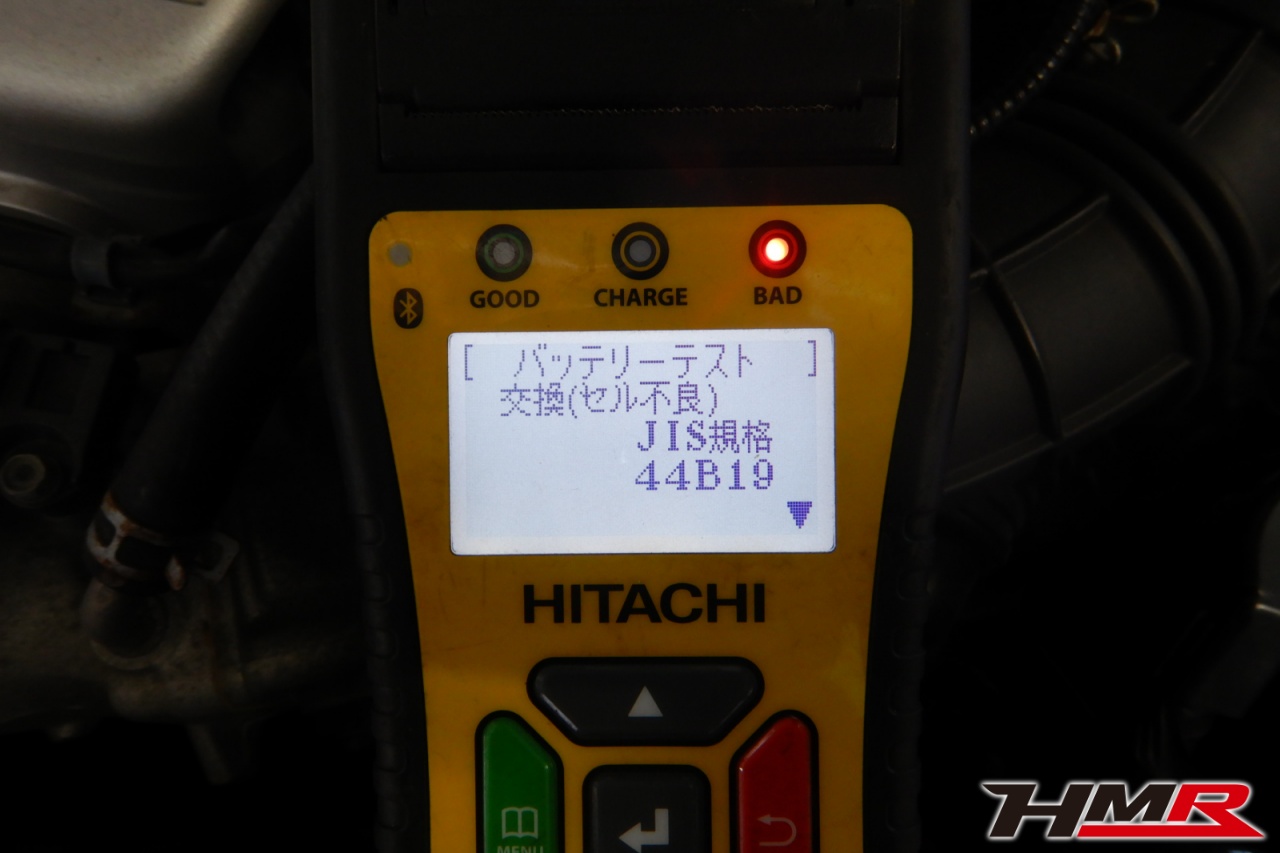 GOOD CHARGE BAD
[ バッテリーテスト ]
交換(セル不良)
JIS規格
44B19
HITACHI
MENU
HMR